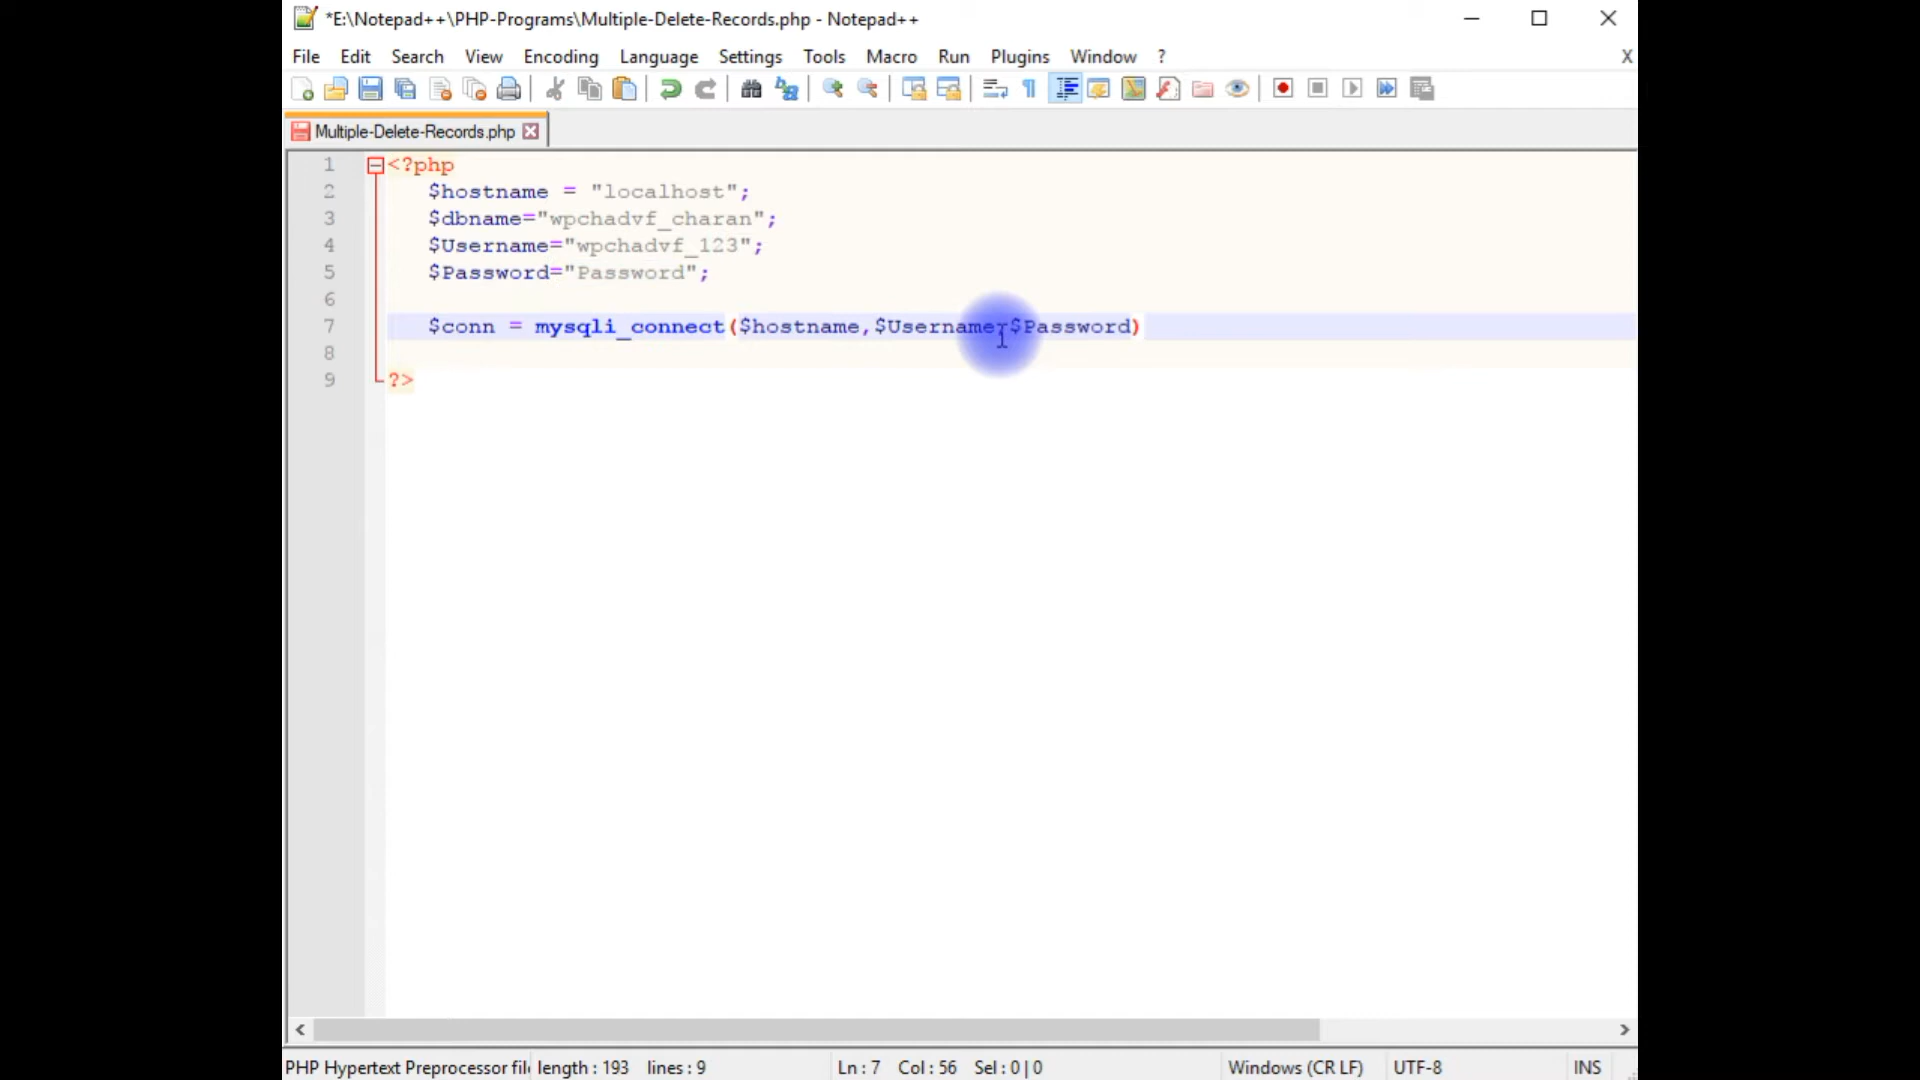 *E:\Notepad++\PHP-Programs\Multiple-Delete-Records.php - Notepad++
File Edit Search View Encoding Language Settings Tools Macro Run Plugins Window ? X
Multiple-Delete-Records.php
1 <?php
2 $hostname = "localhost";
3 $dbname="wpchadvf_charan";
4 $Username="wpchadvf_123";
5 $Password="Password";
6
7 $conn = mysqli_connect($hostname,$Username,$Password)
8
9 ?>
PHP Hypertext Preprocessor fil length : 193 lines : 9 Ln : 7 Col : 56 Sel : 0 | 0 Windows (CR LF) UTF-8 INS